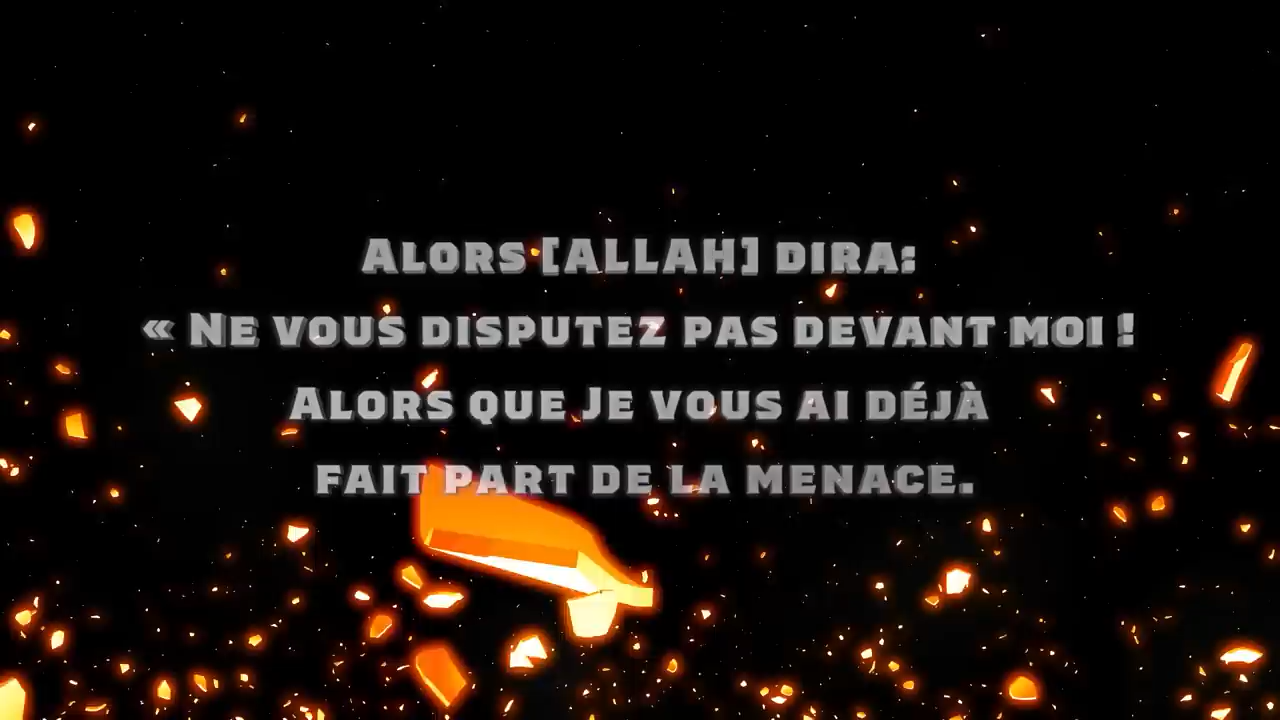 Alors [ALLAH] dira:
« Ne vous disputez pas devant moi !
Alors que Je vous ai déjà
fait part de la menace.